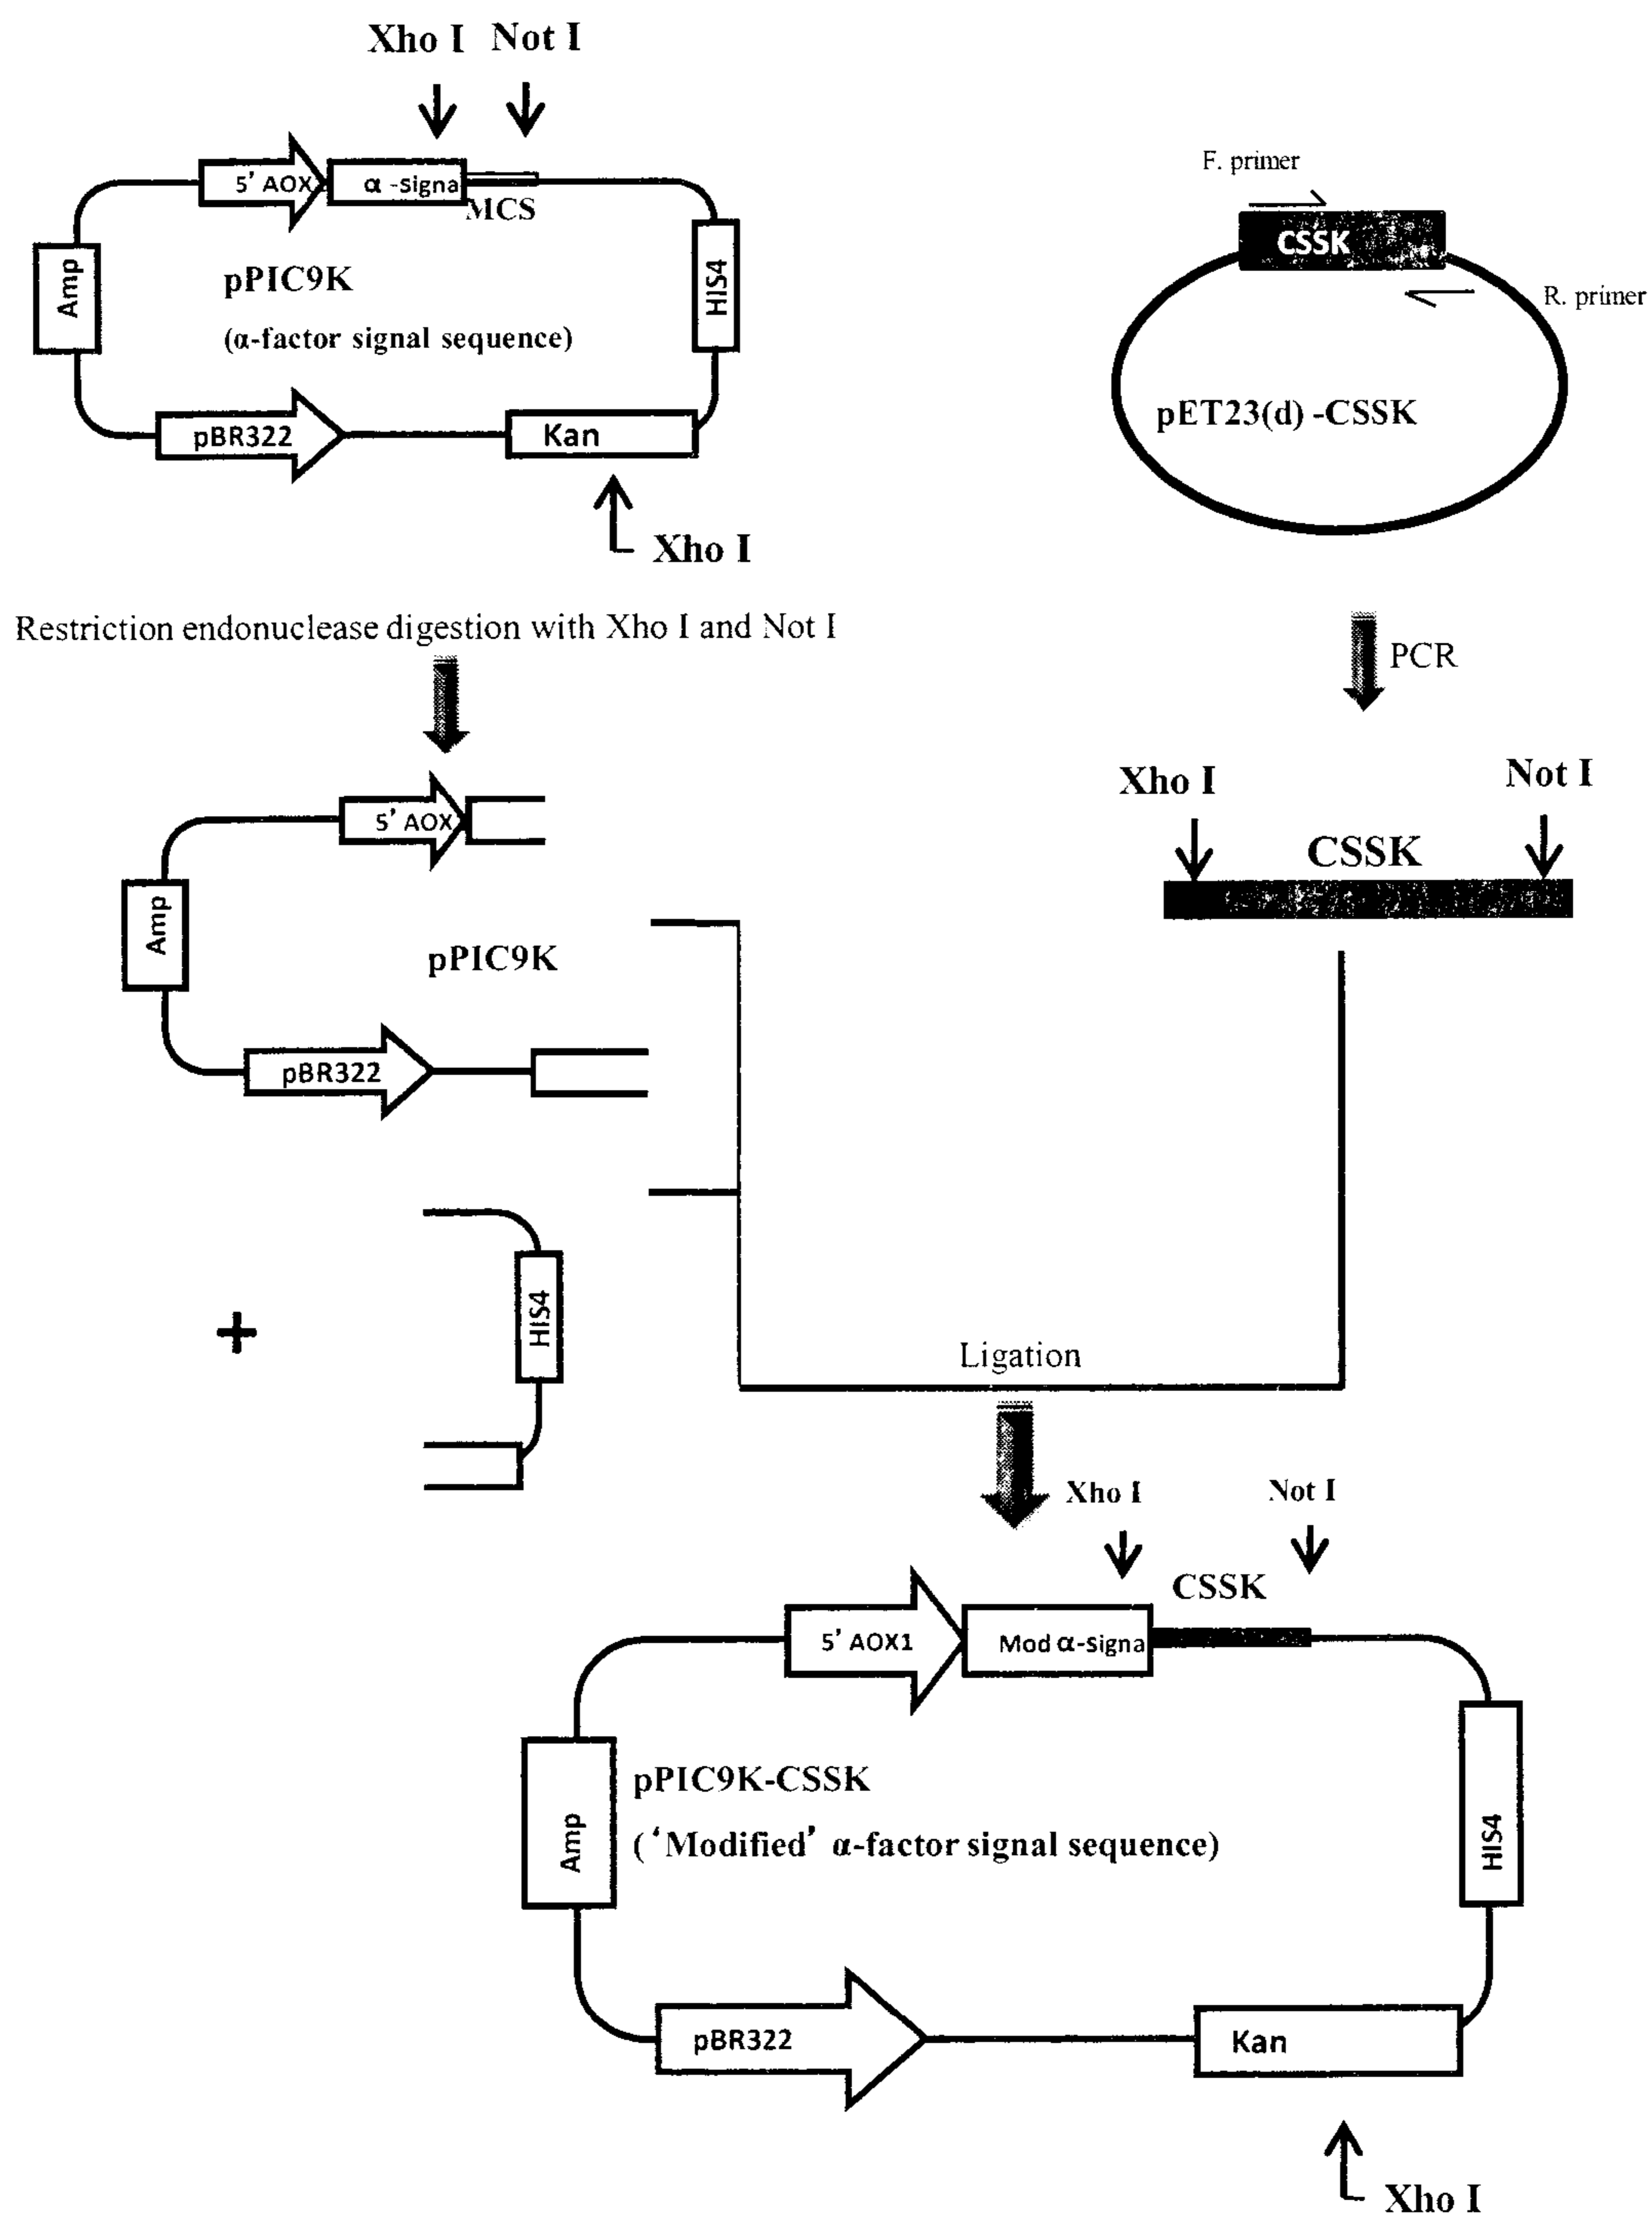 Xho I Not I
5' AOX
α -signa
MCS
Amp
pPIC9K
(α-factor signal sequence)
HIS4
pBR322
Kan
Xho I
F. primer
CSSK
R. primer
pET23(d) -CSSK
Restriction endonuclease digestion with Xho I and Not I
PCR
5' AOX
Amp
pPIC9K
pBR322
Xho I
Not I
CSSK
+
HIS4
Ligation
Xho I
Not I
CSSK
5' AOX1
Mod α-signa
Amp
pPIC9K-CSSK
('Modified' α-factor signal sequence)
HIS4
pBR322
Kan
Xho I